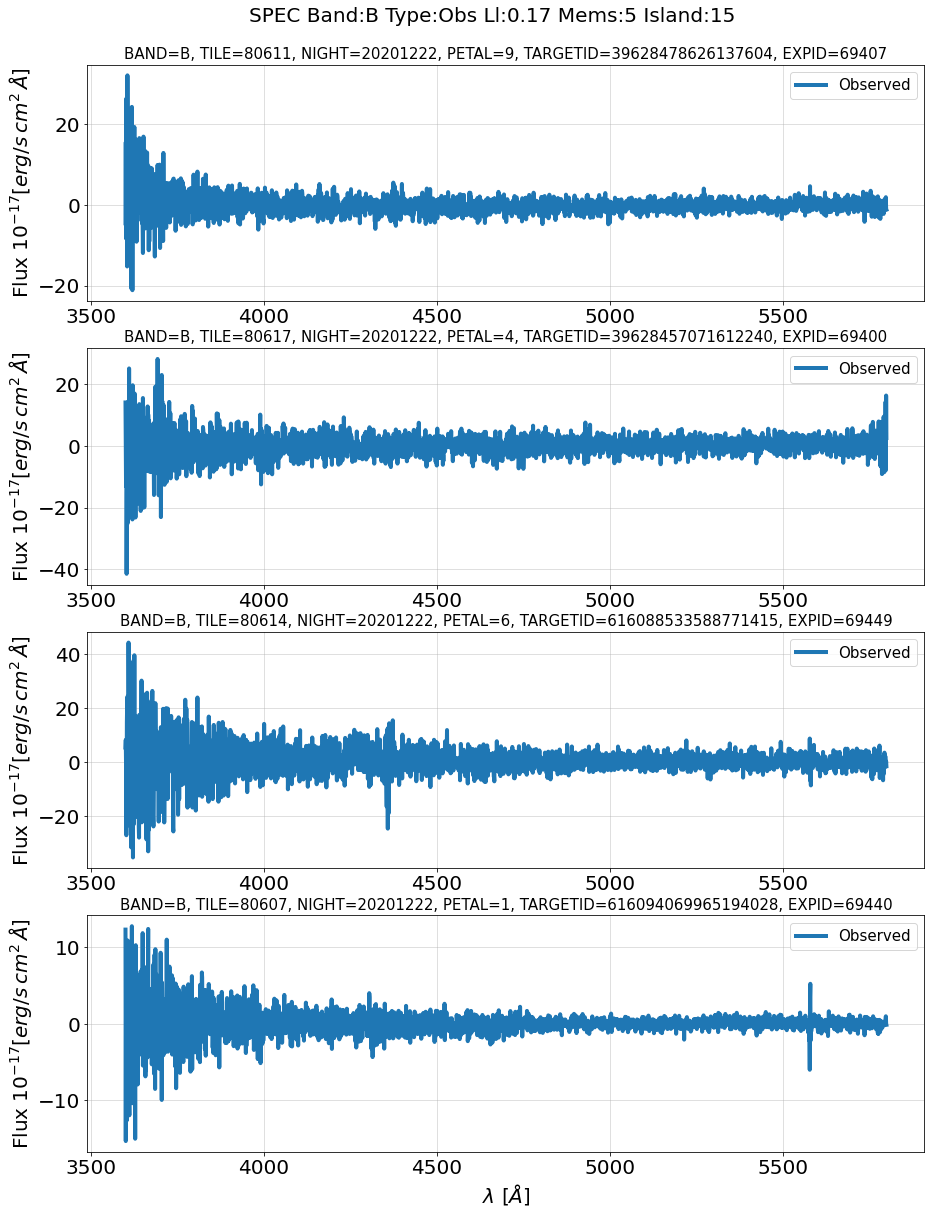 SPEC Band:B Type:Obs Ll:0.17 Mems:5 Island:15
BAND=B, TILE=80611, NIGHT=20201222, PETAL=9, TARGETID=39628478626137604, EXPID=69407
Flux 10^{-17}[erg/s cm^2 Å]
20
0
−20
Observed
3500 4000 4500 5000 5500
BAND=B, TILE=80617, NIGHT=20201222, PETAL=4, TARGETID=39628457071612240, EXPID=69400
Flux 10^{-17}[erg/s cm^2 Å]
20
0
−20
−40
Observed
3500 4000 4500 5000 5500
BAND=B, TILE=80614, NIGHT=20201222, PETAL=6, TARGETID=616088533588771415, EXPID=69449
Flux 10^{-17}[erg/s cm^2 Å]
40
20
0
−20
Observed
3500 4000 4500 5000 5500
BAND=B, TILE=80607, NIGHT=20201222, PETAL=1, TARGETID=616094069965194028, EXPID=69440
Flux 10^{-17}[erg/s cm^2 Å]
10
0
−10
Observed
3500 4000 4500 5000 5500
λ [Å]